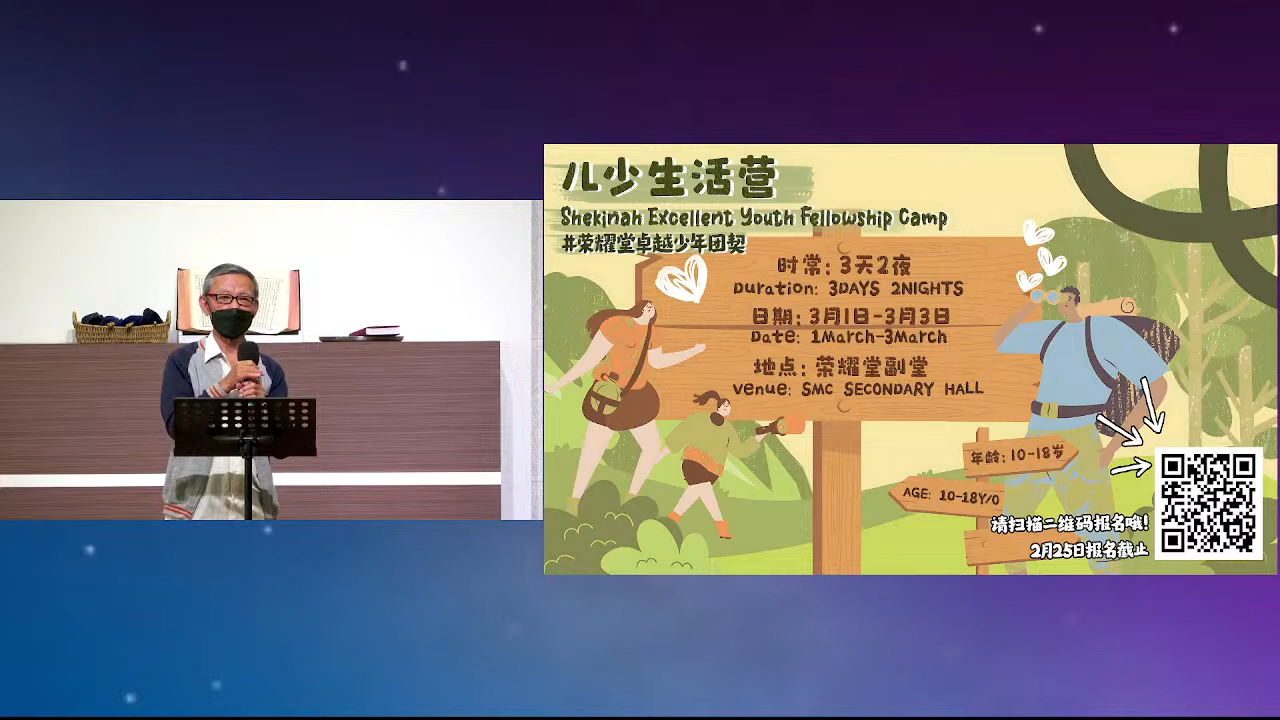 儿少生活营
Shekinah Excellent Youth Fellowship Camp
#荣耀堂卓越少年团契
时常: 3天2夜
Duration: 3DAYS 2NIGHTS
日期: 3月1日-3月3日
Date: 1March-3March
地点: 荣耀堂副堂
venue: SMC SECONDARY HALL
年龄: 10-18岁
AGE: 10-18Y/O
请扫描二维码报名哦!
2月25日报名截止